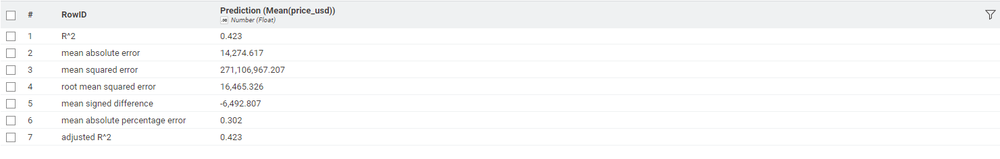 # RowID Prediction (Mean(price_usd))
.00 Number (Float)
1 R^2 0.423
2 mean absolute error 14,274.617
3 mean squared error 271,106,967.207
4 root mean squared error 16,465.326
5 mean signed difference -6,492.807
6 mean absolute percentage error 0.302
7 adjusted R^2 0.423